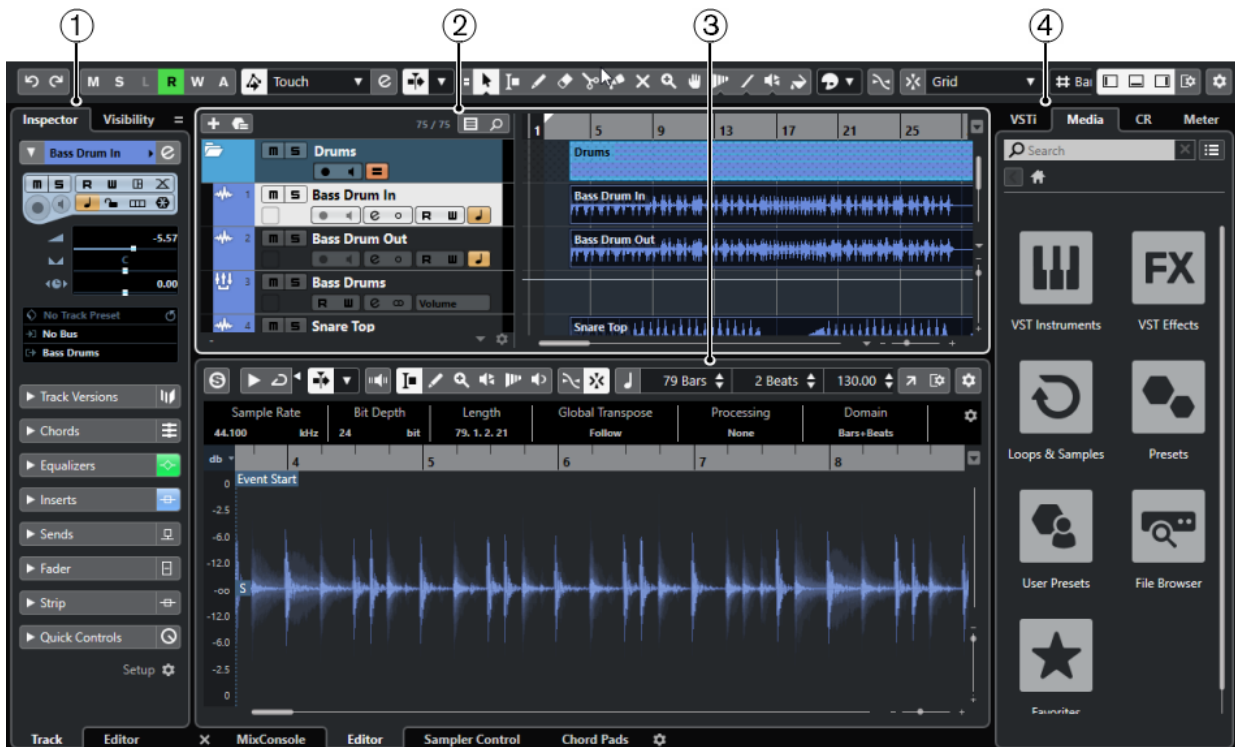 1
2
3
4
M S L R W A Touch Grid Bar
Inspector Visibility
Bass Drum In
m S R W
-5.57
C
0.00
No Track Preset
No Bus
Bass Drums
Track Versions
Chords
Equalizers
Inserts
Sends
Fader
Strip
Quick Controls
Setup
Track Editor
75 / 75
m S Drums
1 m S Bass Drum In
R W
2 m S Bass Drum Out
R W
3 m S Bass Drums
R W Volume
4 m S Snare Top
1 5 9 13 17 21 25
Drums
Bass Drum In
Bass Drum Out
Snare Top
79 Bars 2 Beats 130.00
Sample Rate Bit Depth Length Global Transpose Processing Domain
44.100 kHz 24 bit 79. 1. 2. 21 Follow None Bars+Beats
db 4 5 6 7 8
Event Start
0
-2.5
-6.0
-12.0
-oo
S
-12.0
-6.0
-2.5
0
MixConsole Editor Sampler Control Chord Pads
VSTi Media CR Meter
Search
FX
VST Instruments VST Effects
Loops & Samples Presets
User Presets File Browser
Favorites